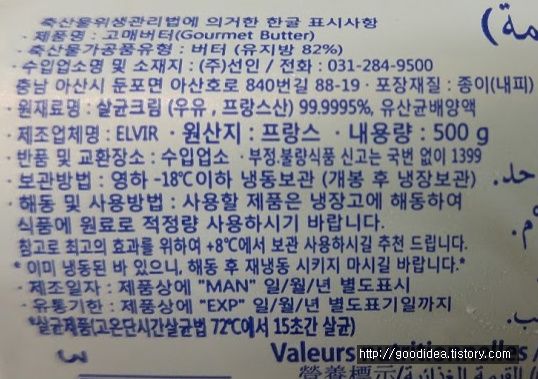 축산물위생관리법에 의거한 한글 표시사항
· 제품명 : 고매버터(Gourmet Butter)
· 축산물가공품유형 : 버터 (유지방 82%)
· 수입업소명 및 소재지 : (주)선인 / 전화 : 031-284-9500
충남 아산시 둔포면 아산호로 840번길 88-19 · 포장재질 : 종이(내피)
· 원재료명 : 살균크림 (우유 , 프랑스산) 99.9995%, 유산균배양액
· 제조업체명 : ELVIR · 원산지 : 프랑스 · 내용량 : 500 g
· 반품 및 교환장소 : 수입업소 · 부정.불량식품 신고는 국번 없이 1399
· 보관방법 : 영하 -18℃이하 냉동보관 (개봉 후 냉장보관)
· 해동 및 사용방법 : 사용할 제품은 냉장고에 해동하여
식품에 원료로 적정량 사용하시기 바랍니다.
참고로 최고의 효과를 위하여 +8℃에서 보관 사용하시길 추천 드립니다.
* 이미 냉동된 바 있으니, 해동 후 재냉동 시키지 마시길 바랍니다.*
· 제조일자 : 제품상에 "MAN" 일/월/년 별도표시
· 유통기한 : 제품상에 "EXP" 일/월/년 별도표기일까지
*살균제품(고온단시간살균법 72℃에서 15초간 살균)
Valeurs
http://goodidea.tistory.com